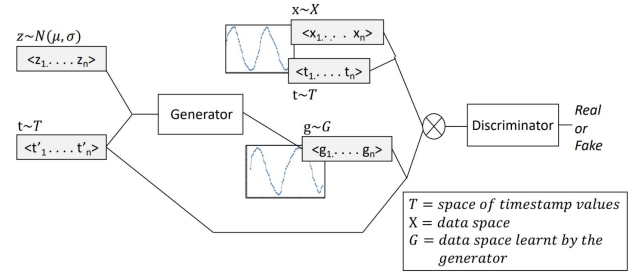 x~X
z~N(μ, σ)
<x₁. . . . xₙ>
<z₁. . . . zₙ>
<t₁. . . . tₙ>
t~T
Generator
t~T
g~G
<t'₁. . . . t'ₙ>
<g₁. . . . gₙ>
Discriminator
Real
or
Fake
T = space of timestamp values
X = data space
G = data space learnt by the
generator